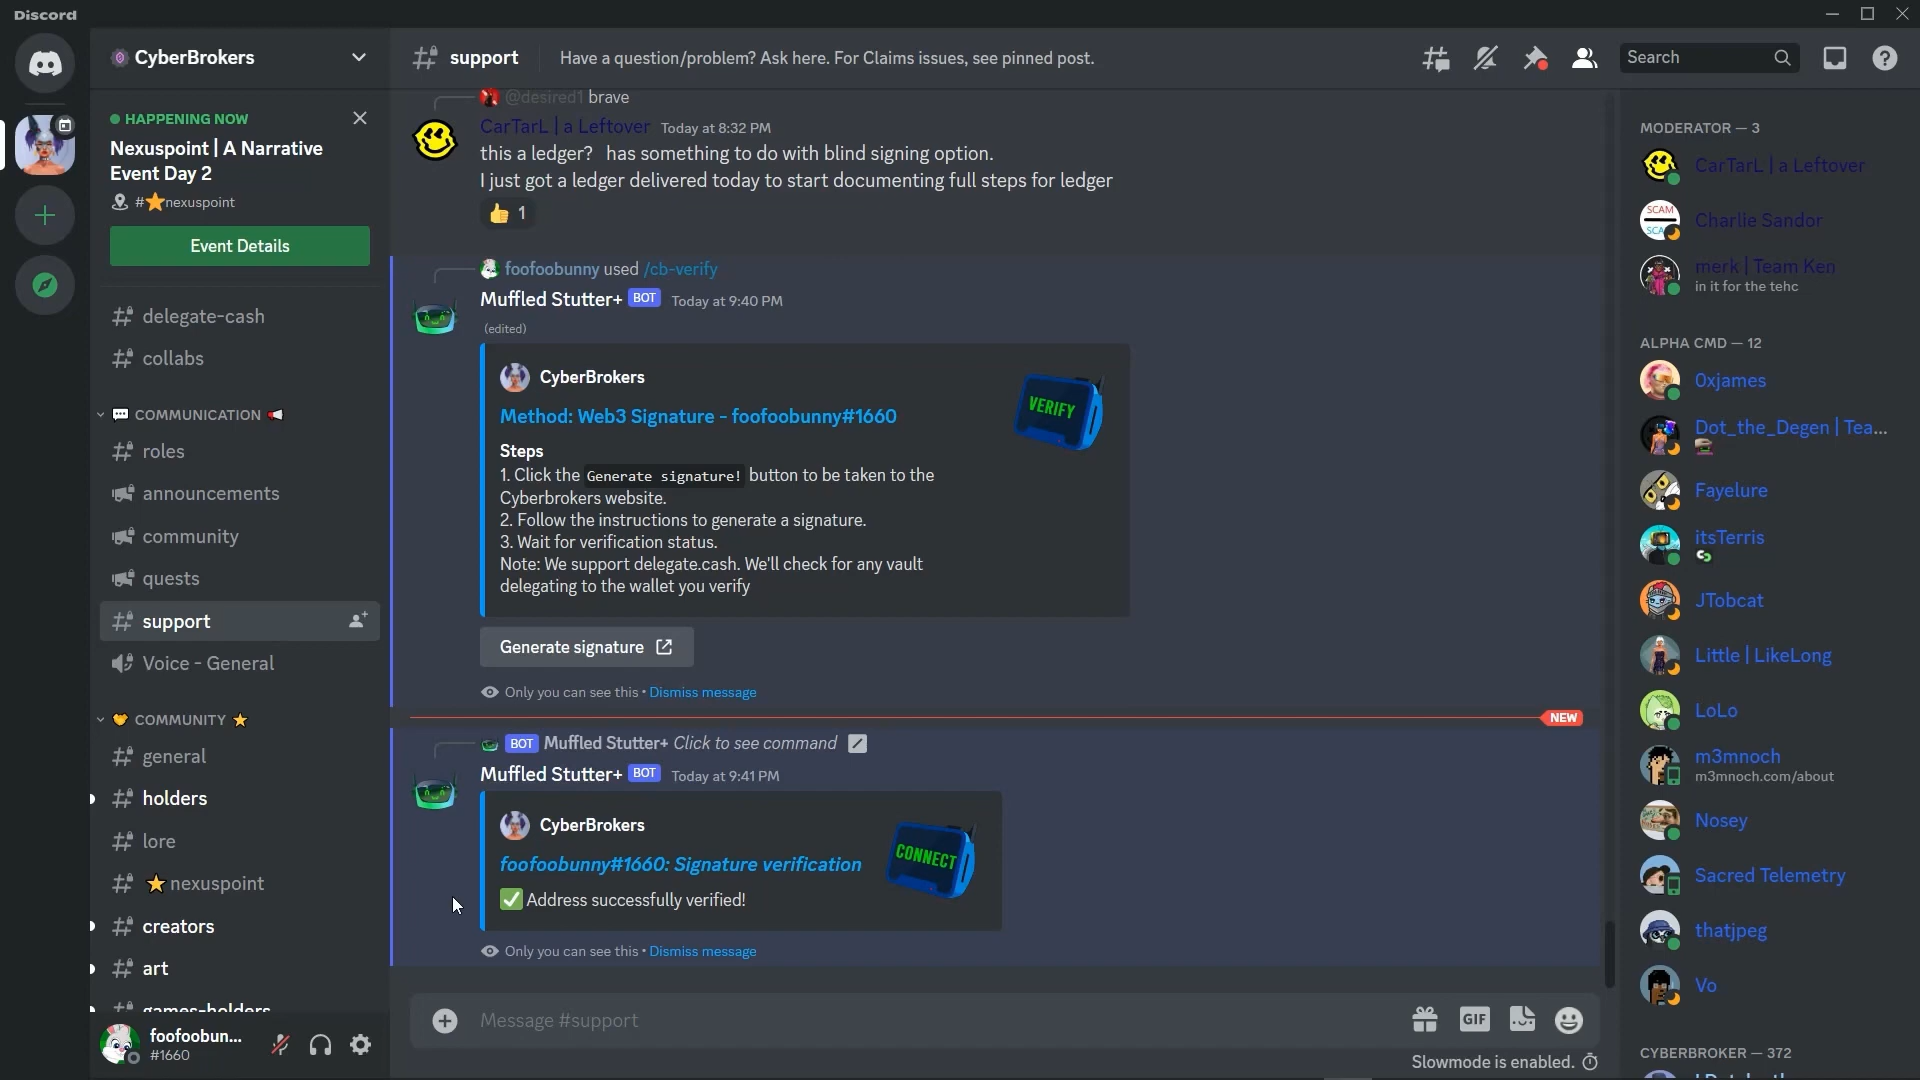 Discord
CyberBrokers
HAPPENING NOW
Nexuspoint | A Narrative
Event Day 2
#⭐nexuspoint
Event Details
delegate-cash
collabs
💬 COMMUNICATION 📢
roles
announcements
community
quests
support
Voice - General
🤝 COMMUNITY ⭐
general
holders
lore
⭐nexuspoint
creators
art
games-holders
foofoobun...
#1660
support
Have a question/problem? Ask here. For Claims issues, see pinned post.
Search
@desired1 brave
CarTarL | a Leftover Today at 8:32 PM
this a ledger? has something to do with blind signing option.
I just got a ledger delivered today to start documenting full steps for ledger
👍 1
foofoobunny used /cb-verify
Muffled Stutter+ BOT Today at 9:40 PM
(edited)
CyberBrokers
VERIFY
Method: Web3 Signature - foofoobunny#1660
Steps
1. Click the Generate signature! button to be taken to the
Cyberbrokers website.
2. Follow the instructions to generate a signature.
3. Wait for verification status.
Note: We support delegate.cash. We'll check for any vault
delegating to the wallet you verify
Generate signature
Only you can see this • Dismiss message
NEW
BOT Muffled Stutter+ Click to see command
Muffled Stutter+ BOT Today at 9:41 PM
CyberBrokers
CONNECT
foofoobunny#1660: Signature verification
✅ Address successfully verified!
Only you can see this • Dismiss message
Message #support
GIF
Slowmode is enabled.
MODERATOR — 3
CarTarL | a Leftover
SCAM
Charlie Sandor
merk | Team Ken
in it for the tehc
ALPHA CMD — 12
0xjames
Dot_the_Degen | Tea...
Fayelure
itsTerris
JTobcat
Little | LikeLong
LoLo
m3mnoch
m3mnoch.com/about
Nosey
Sacred Telemetry
thatjpeg
Vo
CYBERBROKER — 372